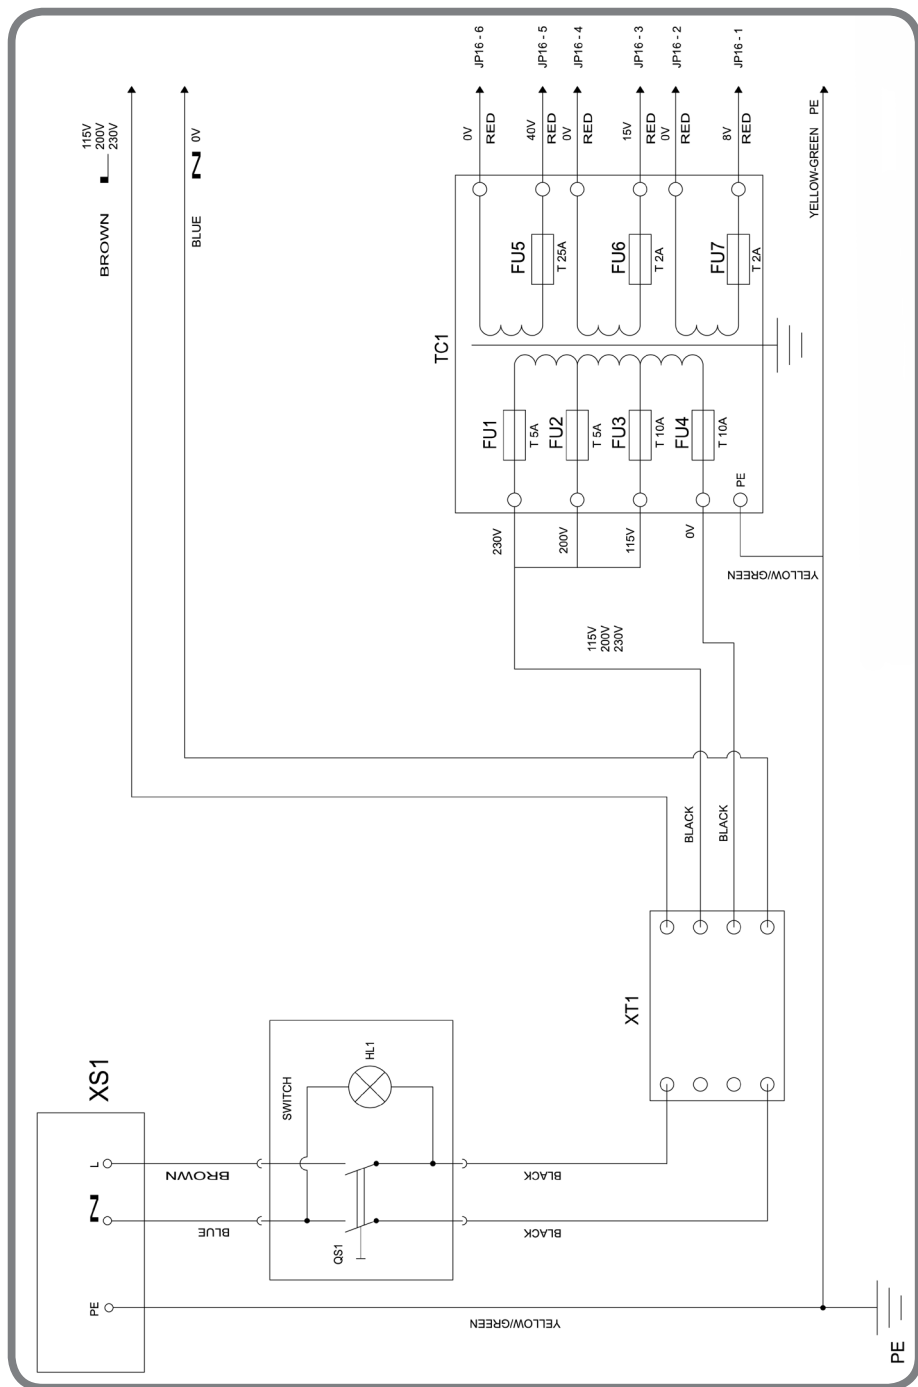 JP16 - 6
JP16 - 5
JP16 - 4
JP16 - 3
JP16 - 2
JP16 - 1
0V
RED
40V
RED
0V
RED
15V
RED
0V
RED
8V
RED
YELLOW-GREEN PE
115V
200V
230V
BROWN
N
0V
BLUE
TC1
FU5
T 25A
FU6
T 2A
FU7
T 2A
FU1
T 5A
FU2
T 5A
FU3
T 10A
FU4
T 10A
PE
230V
200V
115V
0V
YELLOW/GREEN
115V
200V
230V
BLACK
BLACK
XT1
XS1
L
N
PE
BROWN
BLUE
SWITCH
HL1
QS1
BLACK
BLACK
YELLOW/GREEN
PE